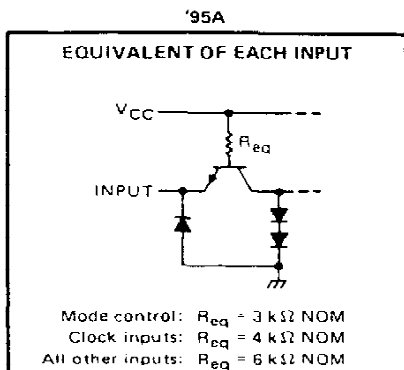 '95A
EQUIVALENT OF EACH INPUT
VCC
Req
INPUT
Mode control: Req = 3 kΩ NOM
Clock inputs: Req = 4 kΩ NOM
All other inputs: Req = 6 kΩ NOM